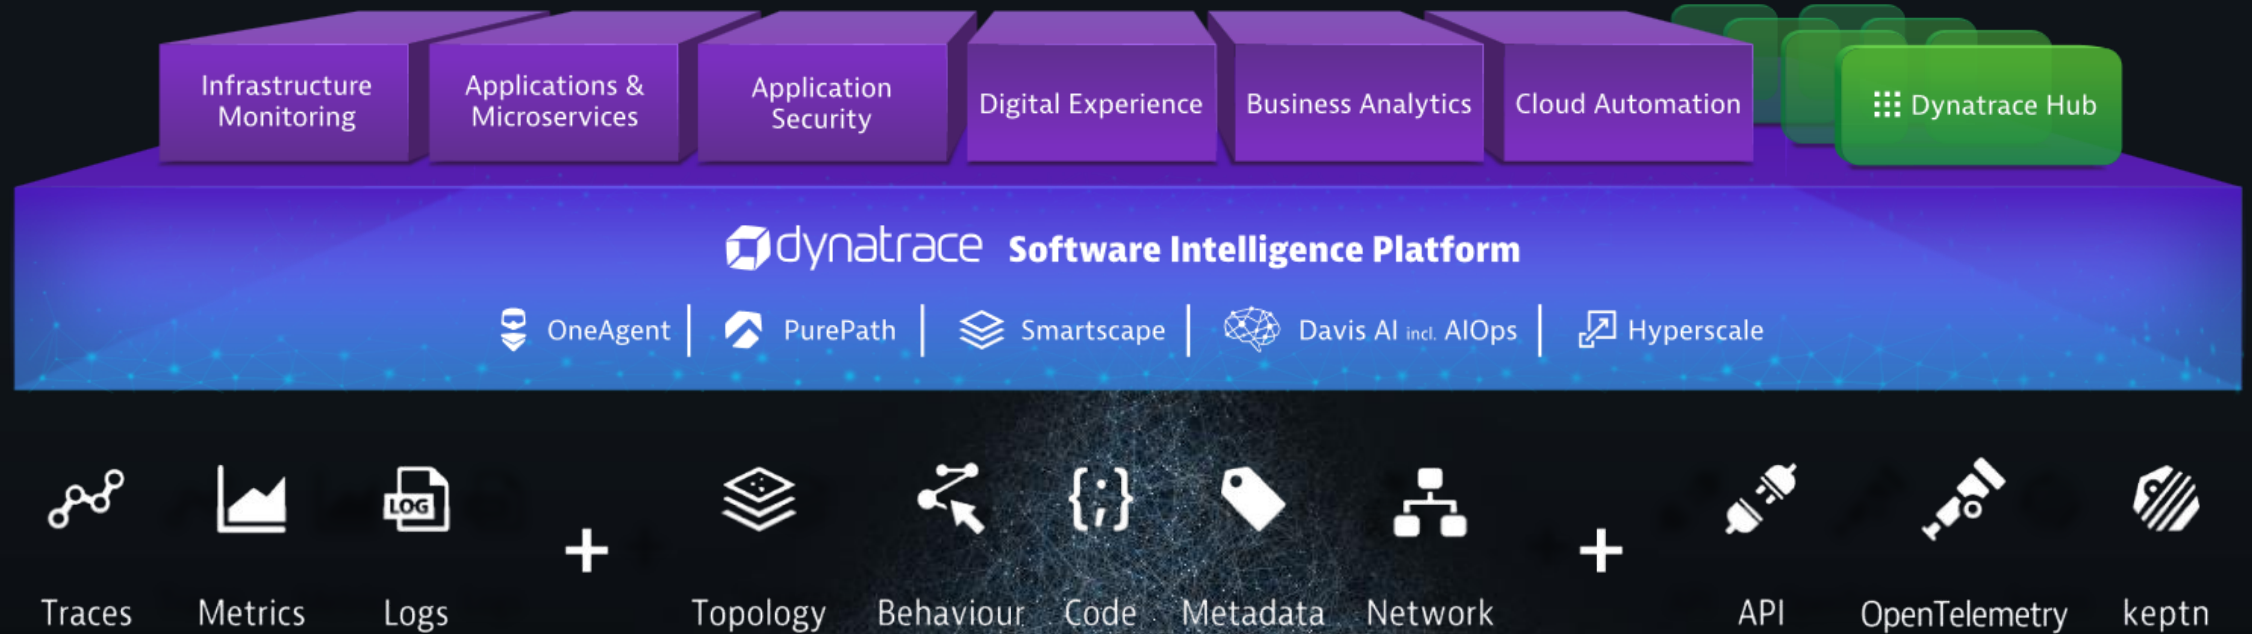 Infrastructure
Monitoring
Applications &
Microservices
Application
Security
Digital Experience
Business Analytics
Cloud Automation
Dynatrace Hub
dynatrace Software Intelligence Platform
OneAgent
PurePath
Smartscape
Davis AI incl. AIOps
Hyperscale
LOG
+
+
Traces
Metrics
Logs
Topology
Behaviour
Code
Metadata
Network
API
OpenTelemetry
keptn